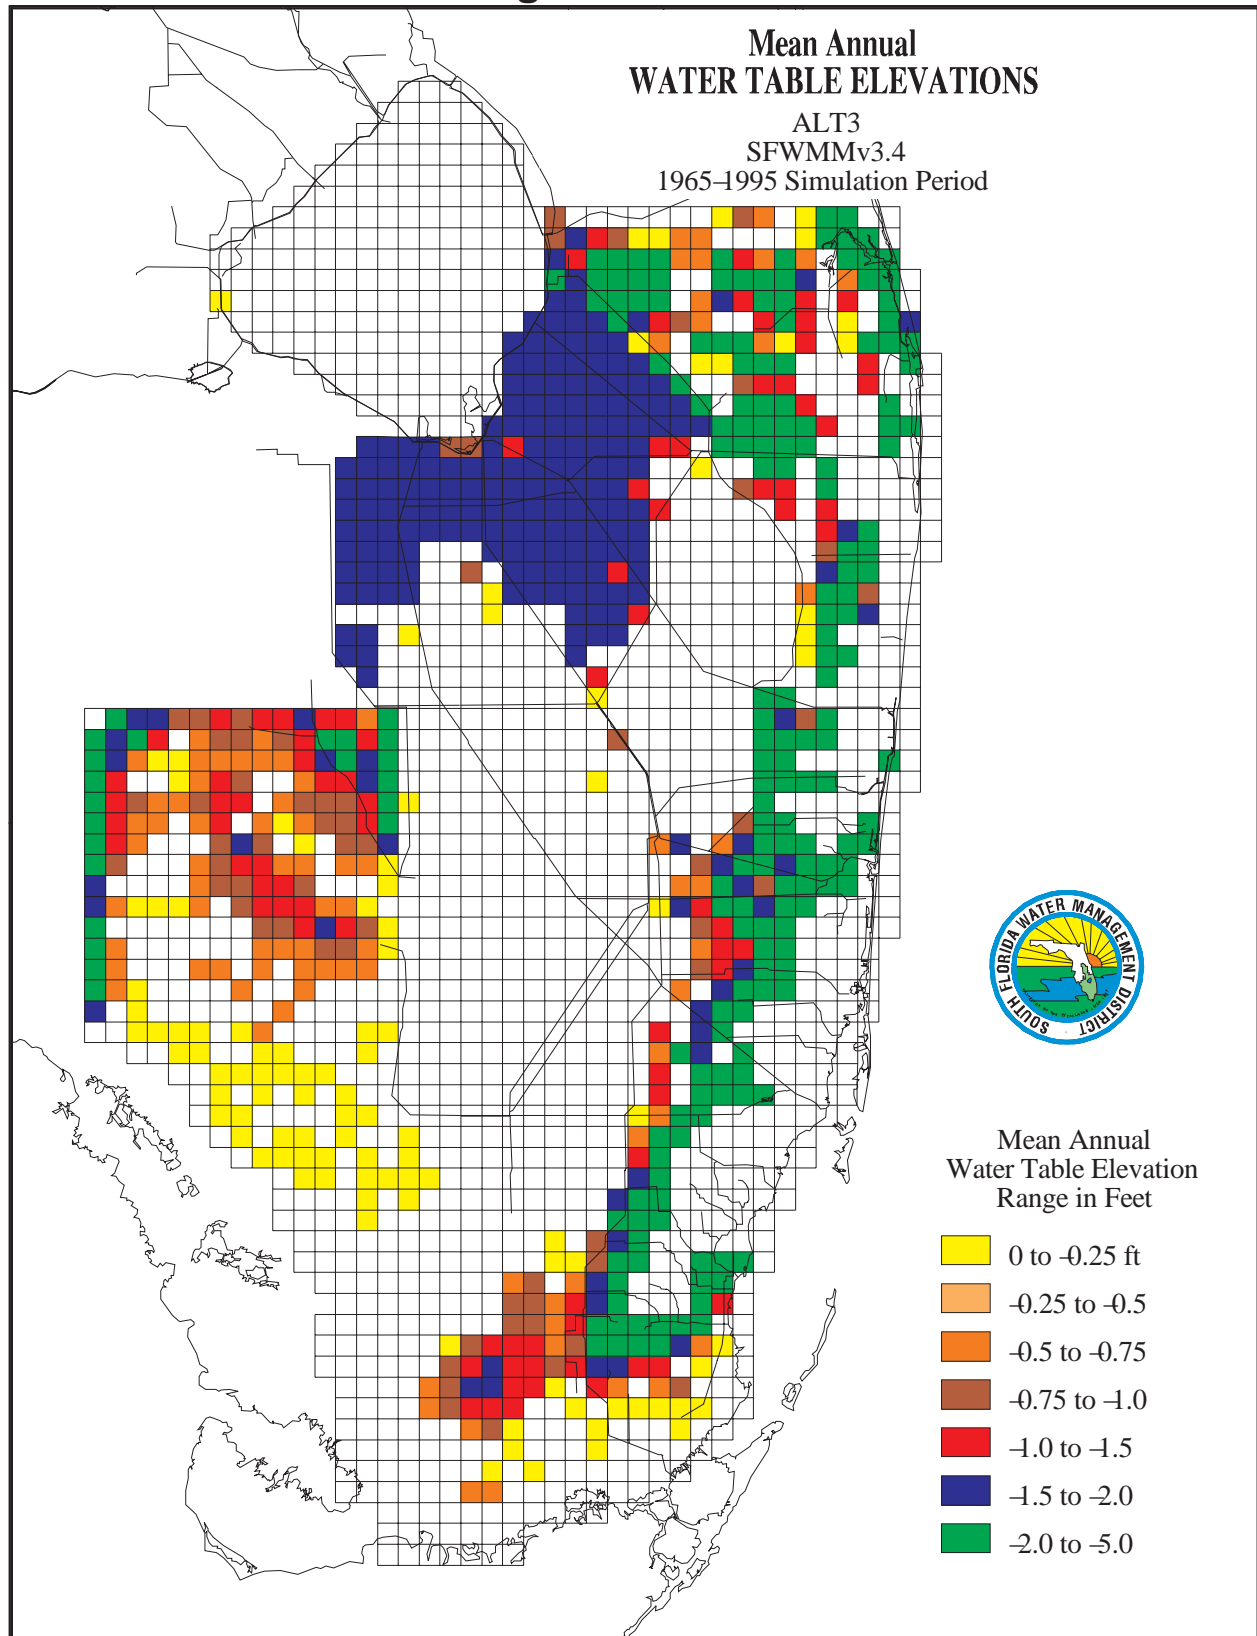 g
Mean Annual
WATER TABLE ELEVATIONS
ALT3
SFWMMv3.4
1965–1995 Simulation Period
SOUTH FLORIDA WATER MANAGEMENT DISTRICT
Mean Annual
Water Table Elevation
Range in Feet
0 to -0.25 ft
-0.25 to -0.5
-0.5 to -0.75
-0.75 to -1.0
-1.0 to -1.5
-1.5 to -2.0
-2.0 to -5.0